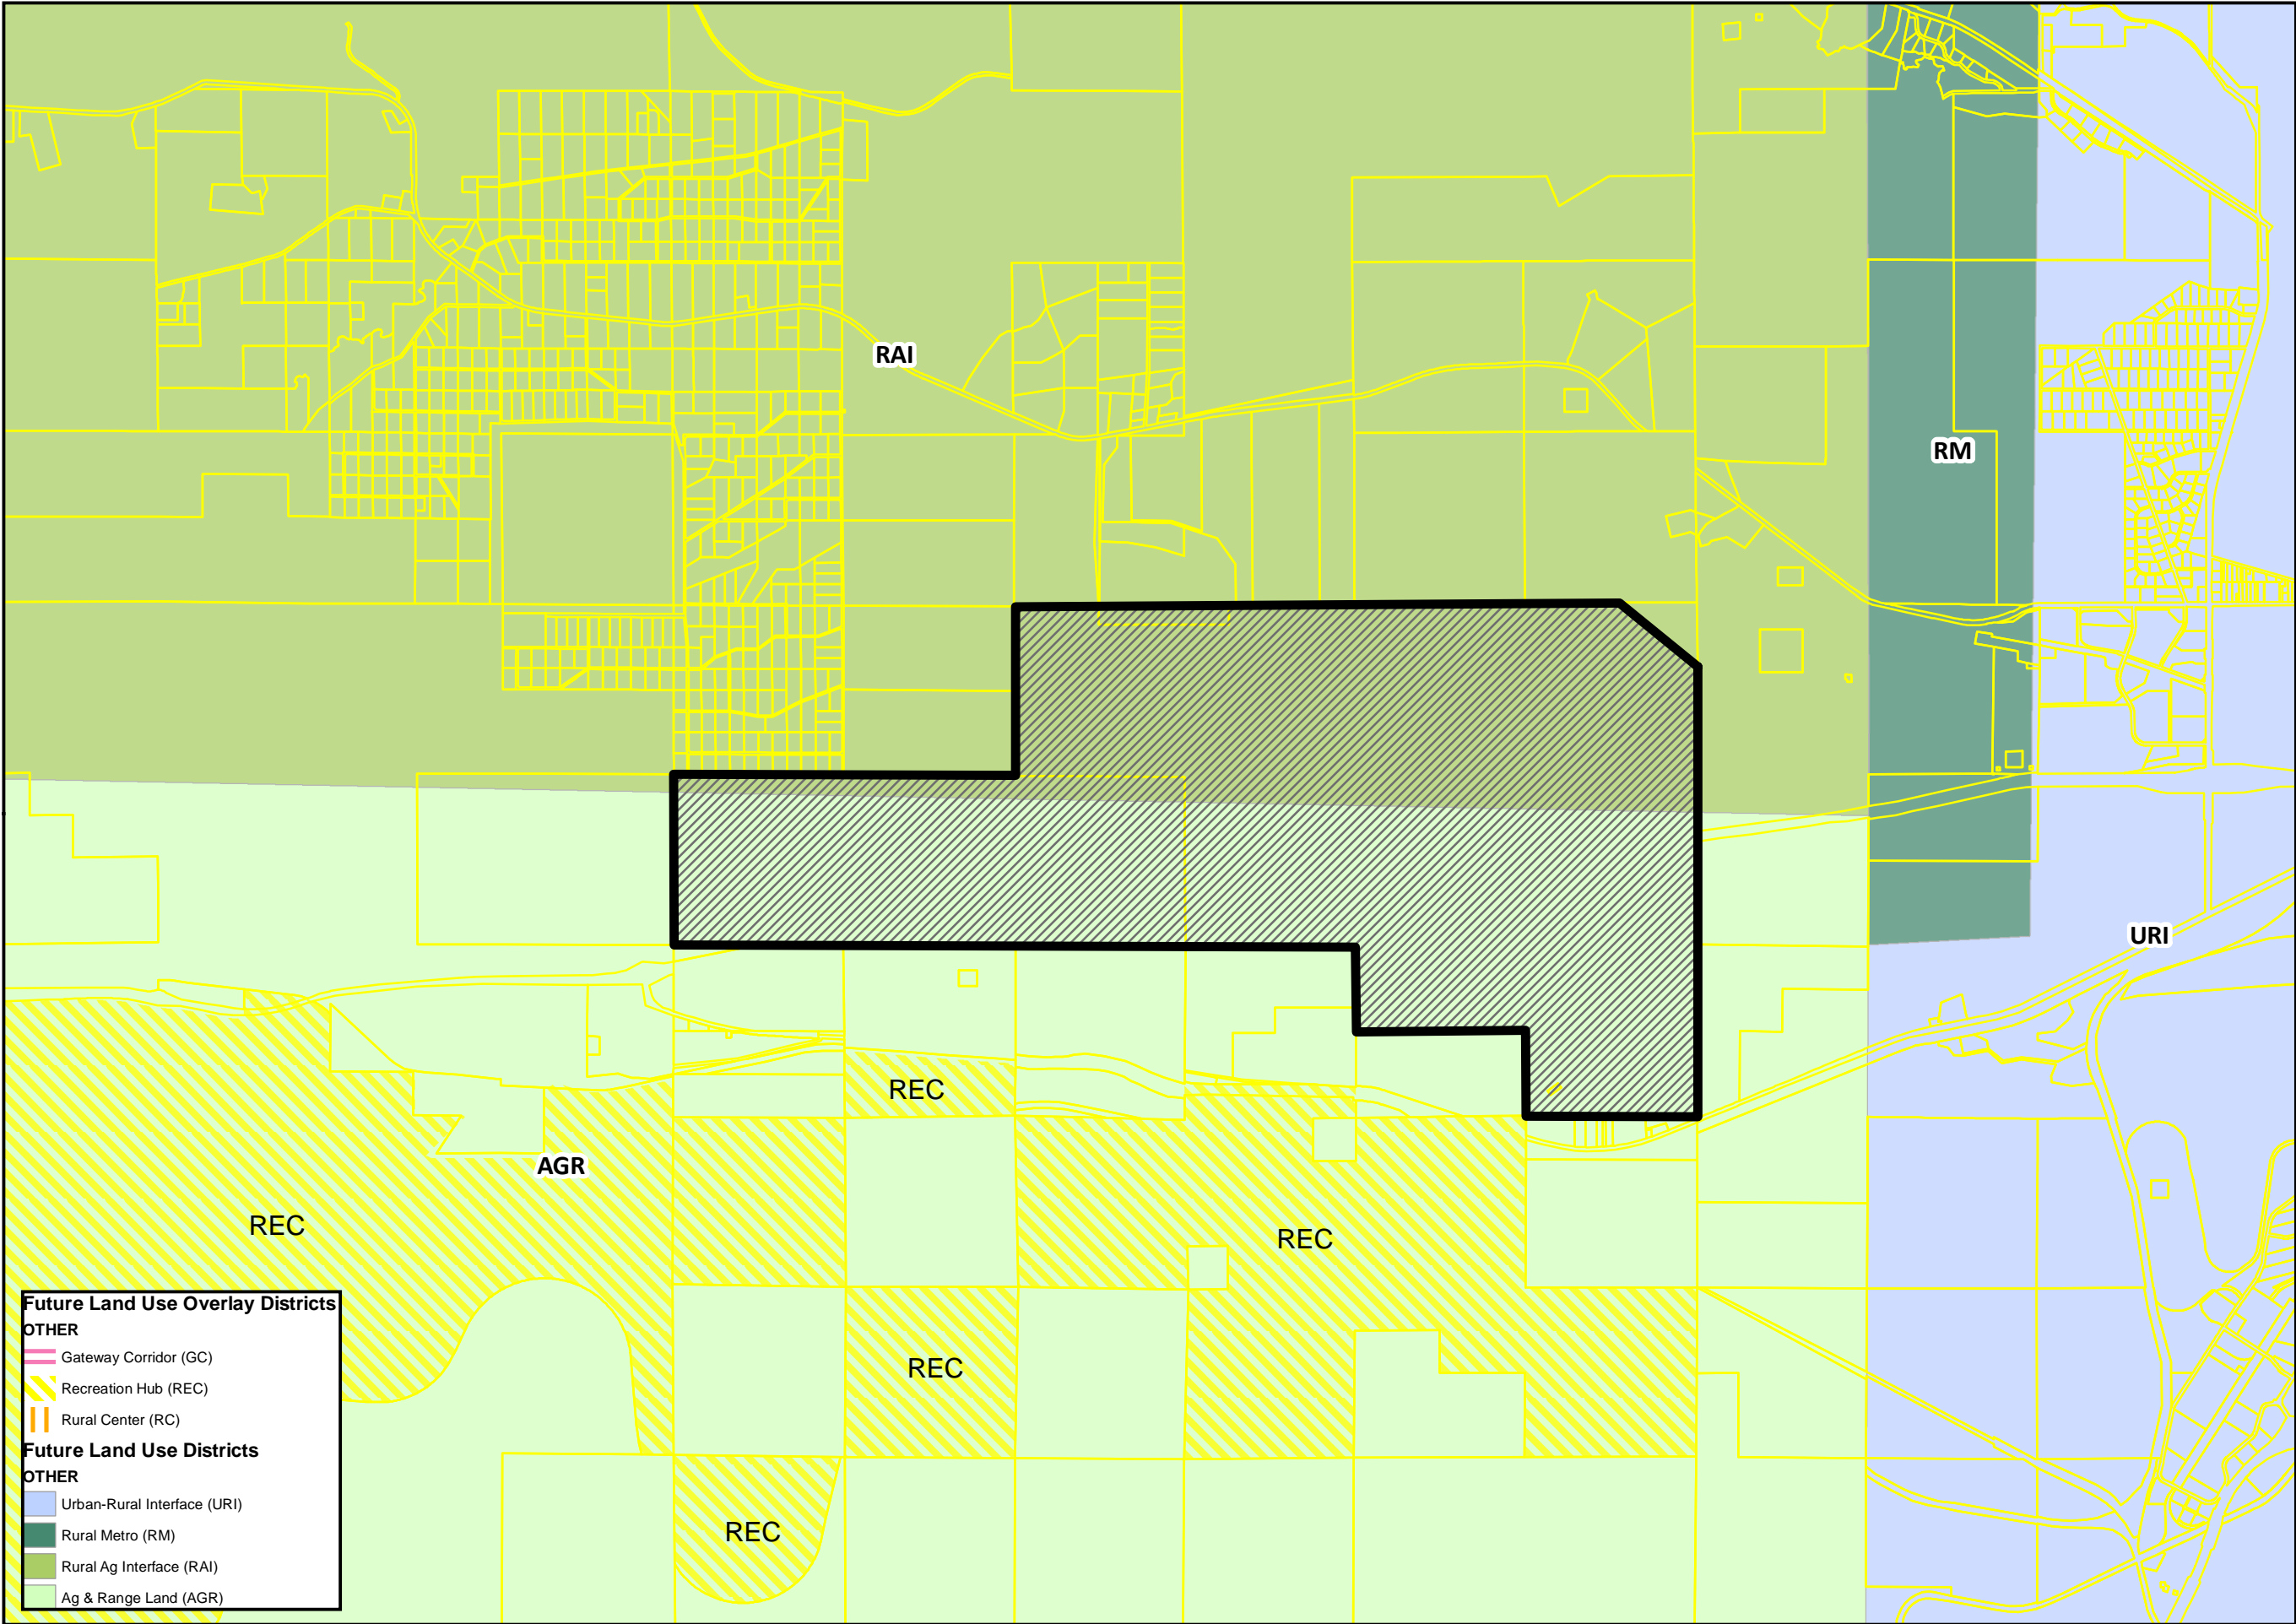 RAI
RM
URI
REC
AGR
REC
REC
REC
REC
Future Land Use Overlay Districts
OTHER
Gateway Corridor (GC)
Recreation Hub (REC)
Rural Center (RC)
Future Land Use Districts
OTHER
Urban-Rural Interface (URI)
Rural Metro (RM)
Rural Ag Interface (RAI)
Ag & Range Land (AGR)